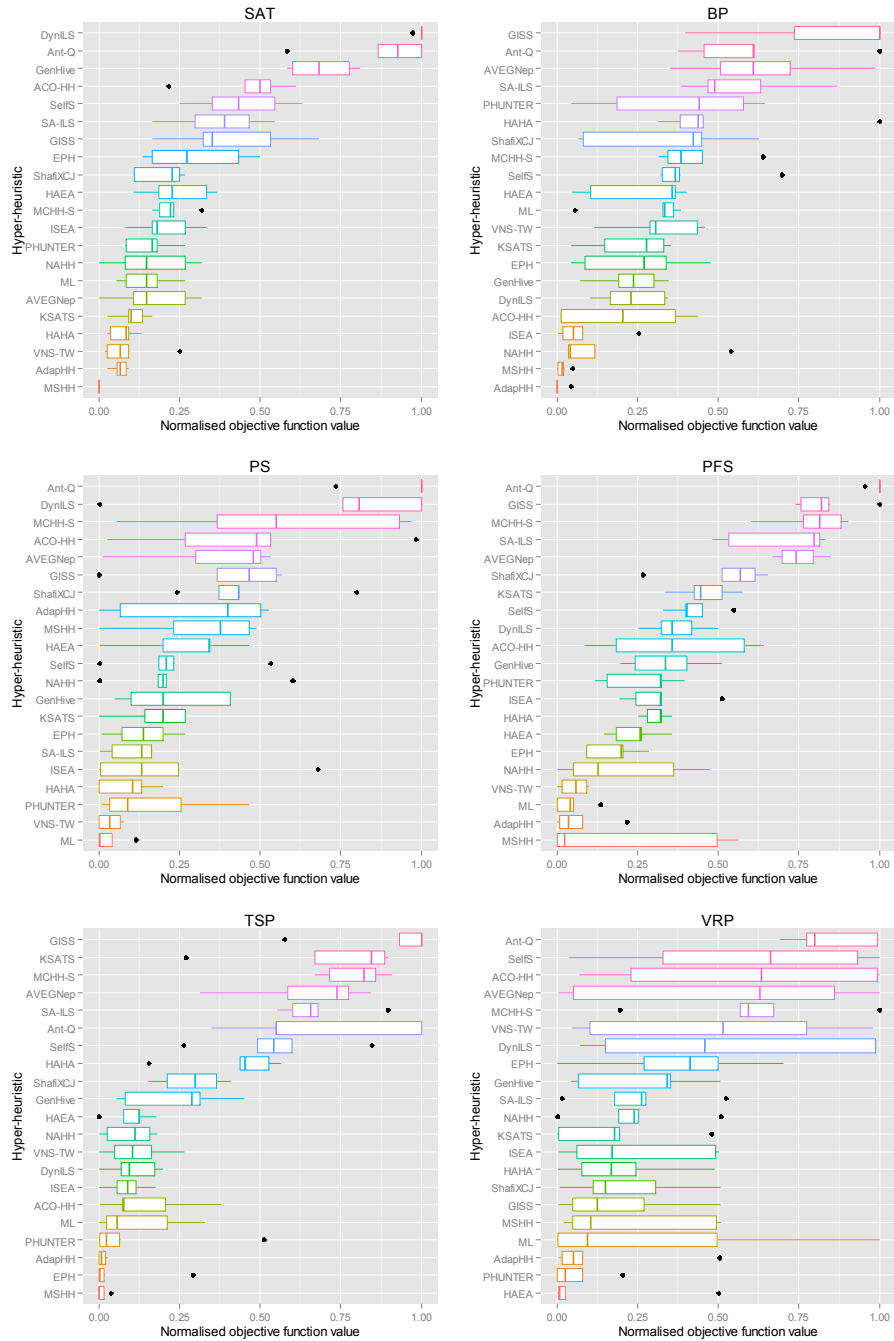 SAT
Hyper-heuristic
DynILS
Ant-Q
GenHive
ACO-HH
SelfS
SA-ILS
GISS
EPH
ShafiXCJ
HAEA
MCHH-S
ISEA
PHUNTER
NAHH
ML
AVEGNep
KSATS
HAHA
VNS-TW
AdapHH
MSHH
0.00 0.25 0.50 0.75 1.00
Normalised objective function value
BP
Hyper-heuristic
GISS
Ant-Q
AVEGNep
SA-ILS
PHUNTER
HAHA
ShafiXCJ
MCHH-S
SelfS
HAEA
ML
VNS-TW
KSATS
EPH
GenHive
DynILS
ACO-HH
ISEA
NAHH
MSHH
AdapHH
0.00 0.25 0.50 0.75 1.00
Normalised objective function value
PS
Hyper-heuristic
Ant-Q
DynILS
MCHH-S
ACO-HH
AVEGNep
GISS
ShafiXCJ
AdapHH
MSHH
HAEA
SelfS
NAHH
GenHive
KSATS
EPH
SA-ILS
ISEA
HAHA
PHUNTER
VNS-TW
ML
0.00 0.25 0.50 0.75 1.00
Normalised objective function value
PFS
Hyper-heuristic
Ant-Q
GISS
MCHH-S
SA-ILS
AVEGNep
ShafiXCJ
KSATS
SelfS
DynILS
ACO-HH
GenHive
PHUNTER
ISEA
HAHA
HAEA
EPH
NAHH
VNS-TW
ML
AdapHH
MSHH
0.00 0.25 0.50 0.75 1.00
Normalised objective function value
TSP
Hyper-heuristic
GISS
KSATS
MCHH-S
AVEGNep
SA-ILS
Ant-Q
SelfS
HAHA
ShafiXCJ
GenHive
HAEA
NAHH
VNS-TW
DynILS
ISEA
ACO-HH
ML
PHUNTER
AdapHH
EPH
MSHH
0.00 0.25 0.50 0.75 1.00
Normalised objective function value
VRP
Hyper-heuristic
Ant-Q
SelfS
ACO-HH
AVEGNep
MCHH-S
VNS-TW
DynILS
EPH
GenHive
SA-ILS
NAHH
KSATS
ISEA
HAHA
ShafiXCJ
GISS
MSHH
ML
AdapHH
PHUNTER
HAEA
0.00 0.25 0.50 0.75 1.00
Normalised objective function value